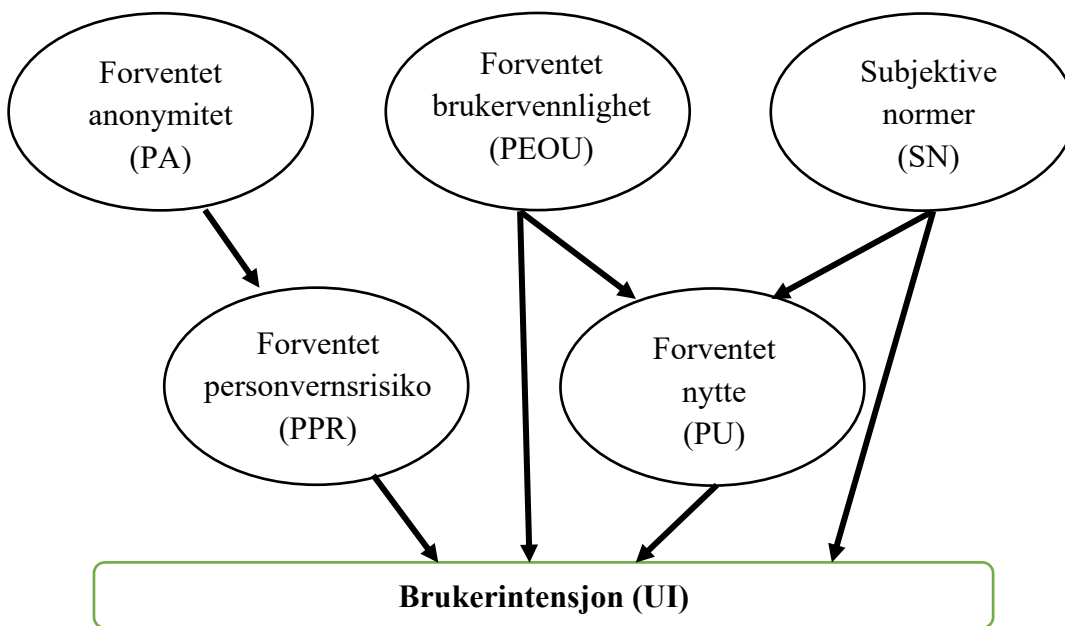 Forventet
anonymitet
(PA)
Forventet
brukervennlighet
(PEOU)
Subjektive
normer
(SN)
Forventet
personvernsrisiko
(PPR)
Forventet
nytte
(PU)
Brukerintensjon (UI)